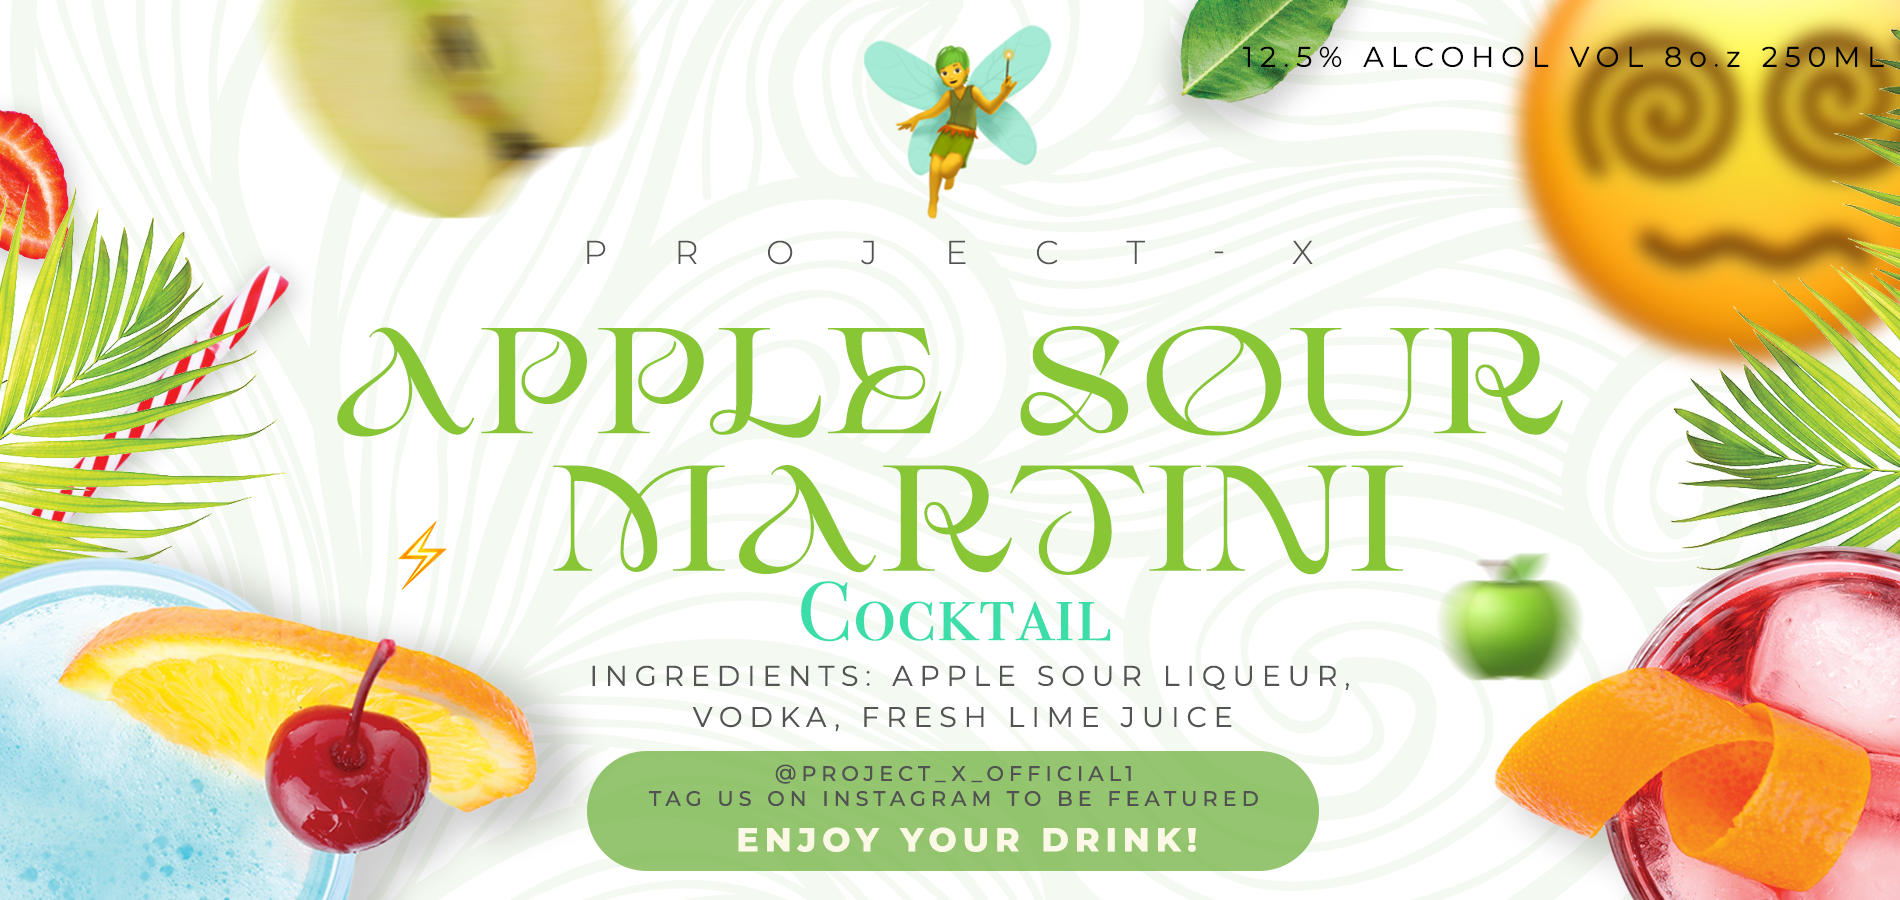 12.5% ALCOHOL VOL 8o.z 250ML
PROJECT-X
APPLE SOUR
MARTINI
COCKTAIL
INGREDIENTS: APPLE SOUR LIQUEUR,
VODKA, FRESH LIME JUICE
@PROJECT_X_OFFICIAL1
TAG US ON INSTAGRAM TO BE FEATURED
ENJOY YOUR DRINK!